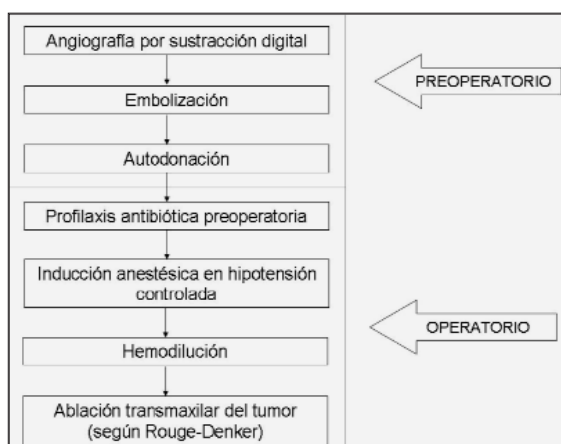 Angiografía por sustracción digital
PREOPERATORIO
Embolización
Autodonación
Profilaxis antibiótica preoperatoria
Inducción anestésica en hipotensión
controlada
OPERATORIO
Hemodilución
Ablación transmaxilar del tumor
(según Rouge-Denker)